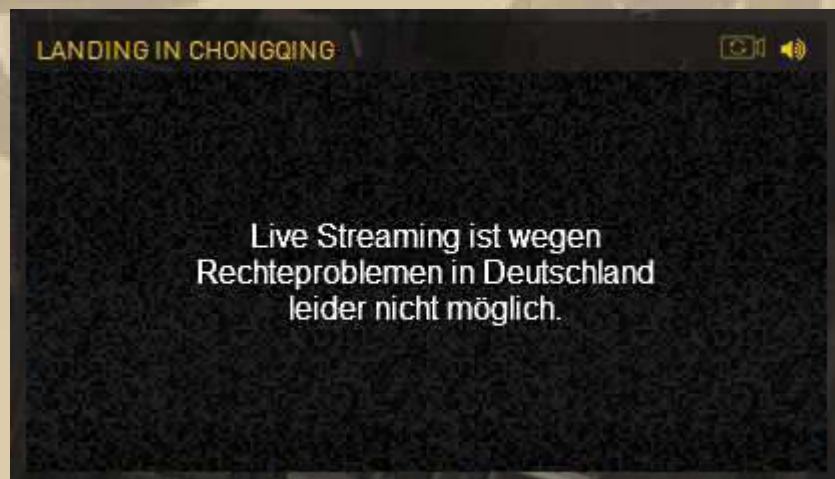 LANDING IN CHONGQING
Live Streaming ist wegen
Rechteproblemen in Deutschland
leider nicht möglich.